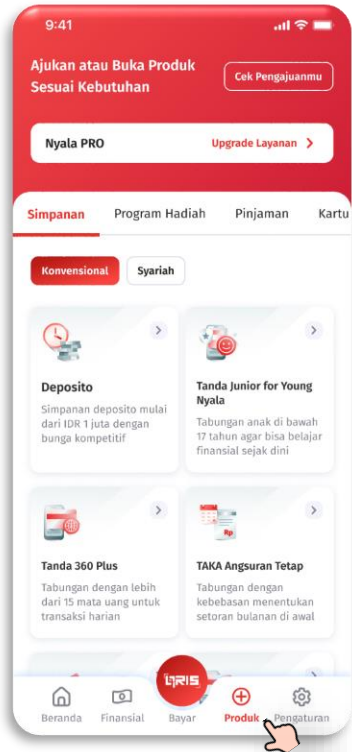 9:41
Ajukan atau Buka Produk
Sesuai Kebutuhan
Cek Pengajuanmu
Nyala PRO
Upgrade Layanan
Simpanan
Program Hadiah
Pinjaman
Kartu
Konvensional
Syariah
Deposito
Simpanan deposito mulai
dari IDR 1 juta dengan
bunga kompetitif
Tanda Junior for Young
Nyala
Tabungan anak di bawah
17 tahun agar bisa belajar
finansial sejak dini
Tanda 360 Plus
Tabungan dengan lebih
dari 15 mata uang untuk
transaksi harian
Rp
TAKA Angsuran Tetap
Tabungan dengan
kebebasan menentukan
setoran bulanan di awal
QRIS
Beranda
Finansial
Bayar
Produk
Pengaturan